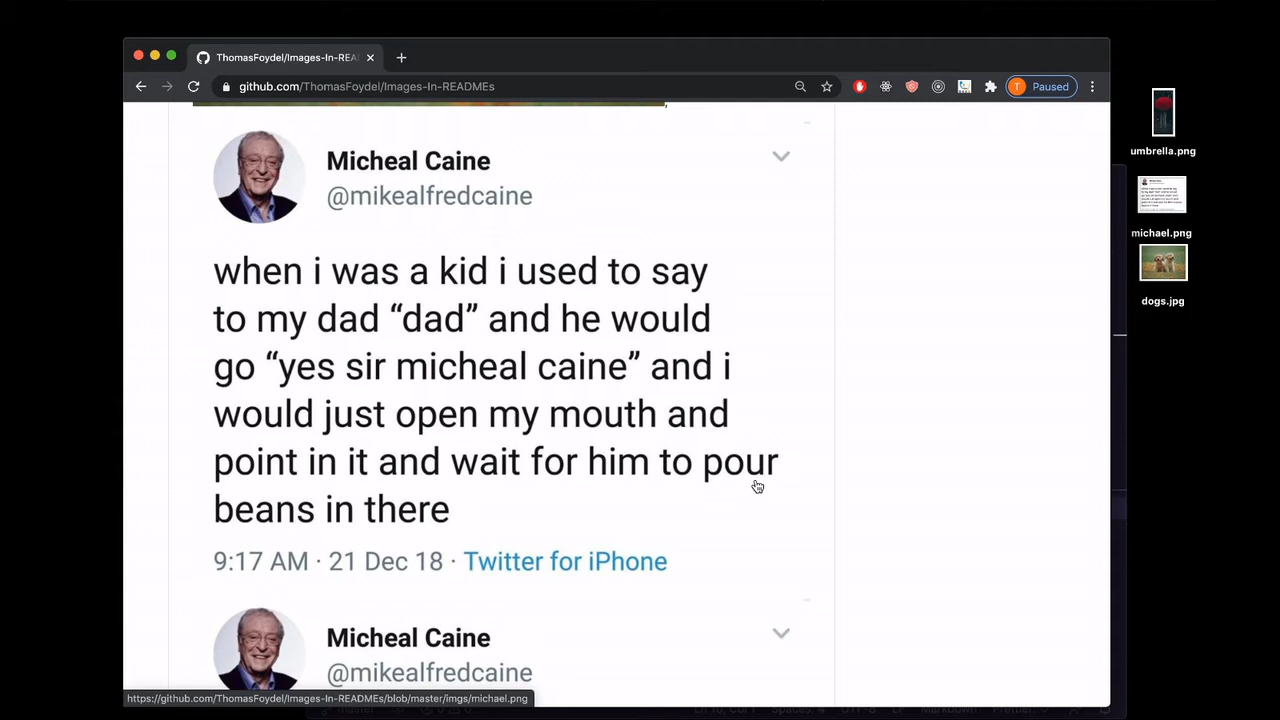 ThomasFoydel/Images-In-REA
github.com/ThomasFoydel/Images-In-READMEs
T Paused
Micheal Caine
@mikealfredcaine
when i was a kid i used to say
to my dad “dad” and he would
go “yes sir micheal caine” and i
would just open my mouth and
point in it and wait for him to pour
beans in there
9:17 AM · 21 Dec 18 · Twitter for iPhone
Micheal Caine
@mikealfredcaine
https://github.com/ThomasFoydel/Images-In-READMEs/blob/master/imgs/michael.png
umbrella.png
michael.png
dogs.jpg